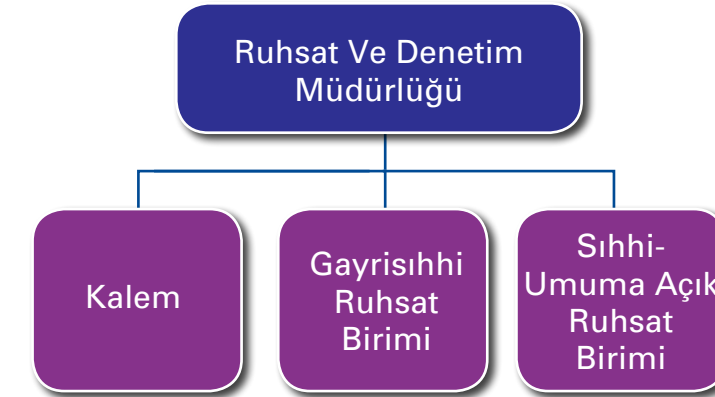 Ruhsat Ve Denetim
Müdürlüğü
Kalem
Gayrisıhhi
Ruhsat
Birimi
Sıhhi-
Umuma Açık
Ruhsat
Birimi